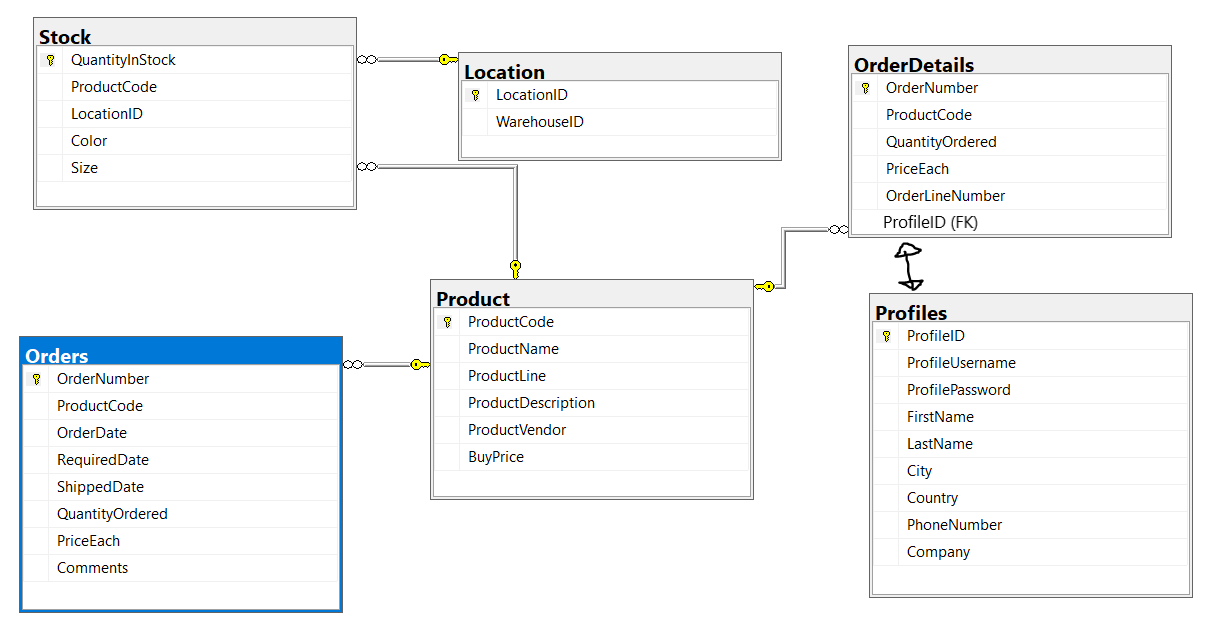 Stock
QuantityInStock
ProductCode
LocationID
Color
Size
Location
LocationID
WarehouseID
OrderDetails
OrderNumber
ProductCode
QuantityOrdered
PriceEach
OrderLineNumber
ProfileID (FK)
Product
ProductCode
ProductName
ProductLine
ProductDescription
ProductVendor
BuyPrice
Profiles
ProfileID
ProfileUsername
ProfilePassword
FirstName
LastName
City
Country
PhoneNumber
Company
Orders
OrderNumber
ProductCode
OrderDate
RequiredDate
ShippedDate
QuantityOrdered
PriceEach
Comments